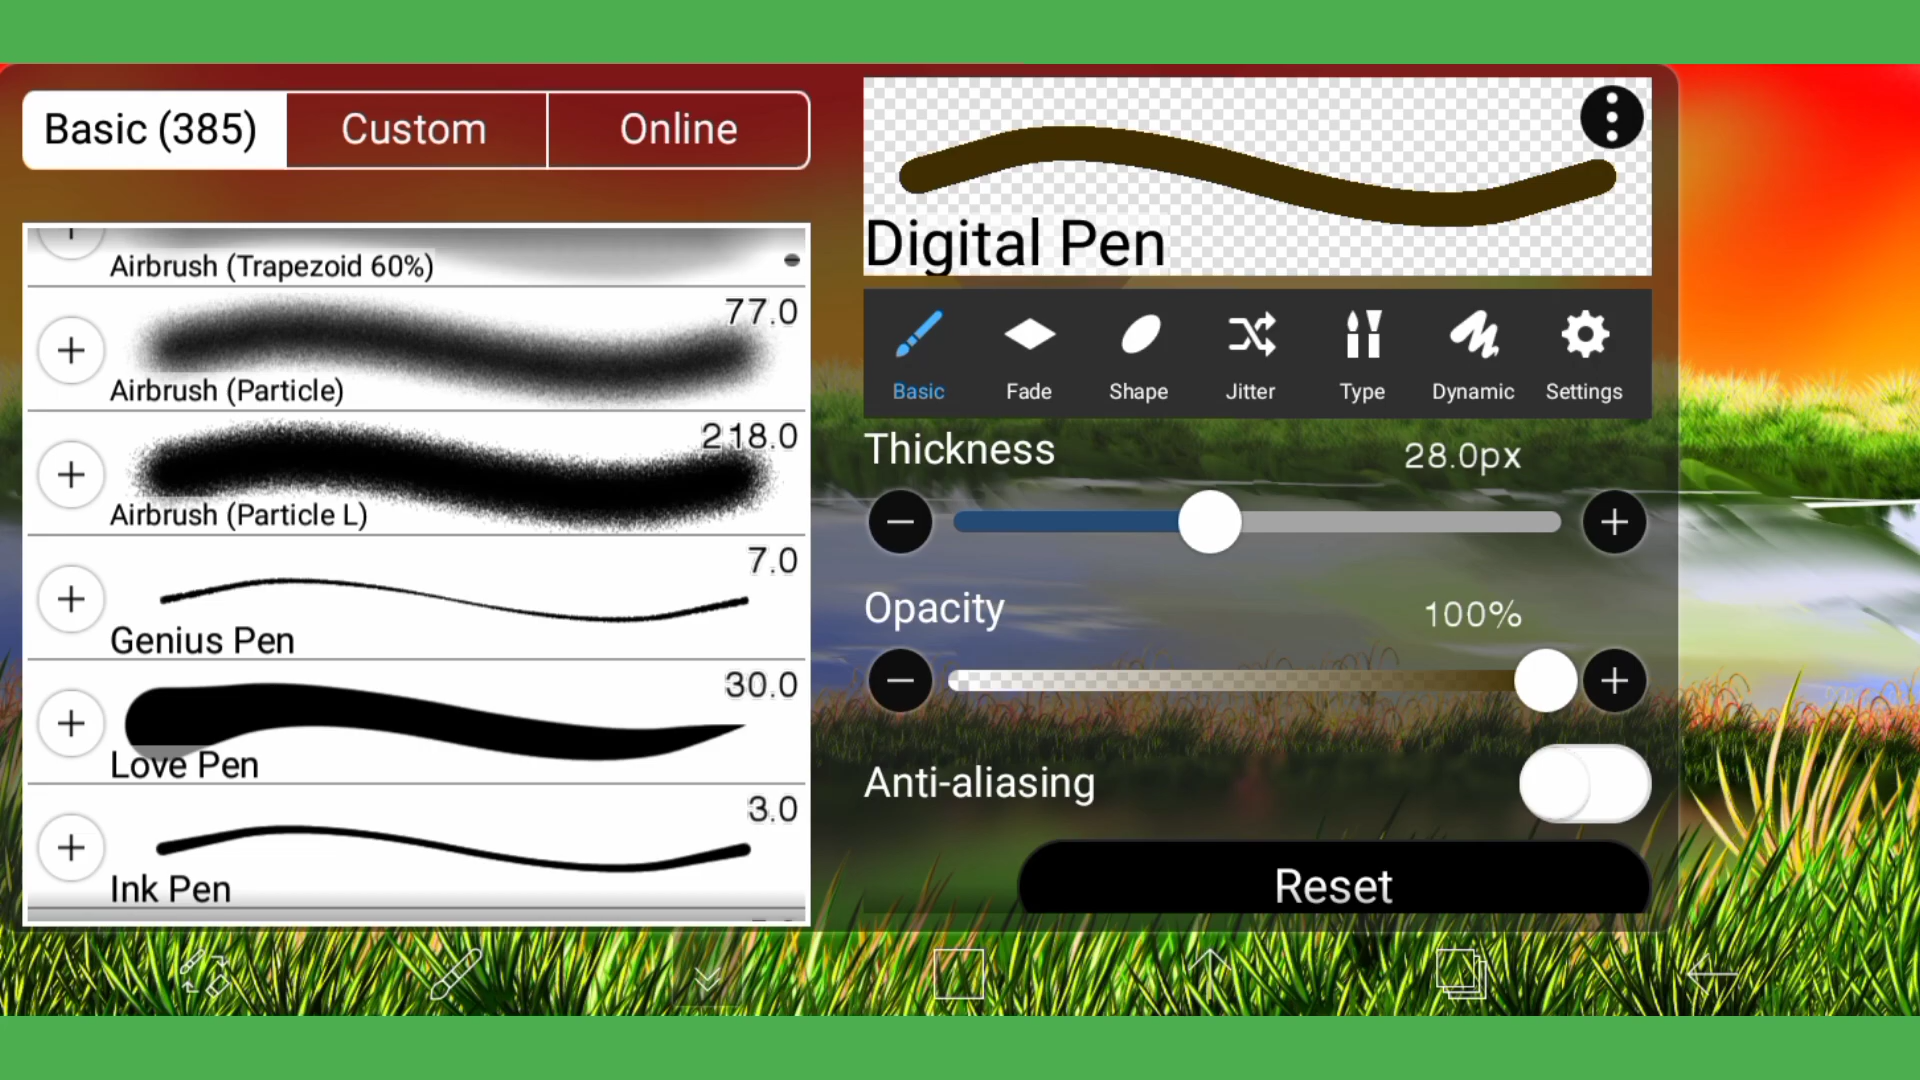 Basic (385)
Custom
Online
Airbrush (Trapezoid 60%)
77.0
Airbrush (Particle)
218.0
Airbrush (Particle L)
7.0
Genius Pen
30.0
Love Pen
3.0
Ink Pen
Digital Pen
Basic
Fade
Shape
Jitter
Type
Dynamic
Settings
Thickness
28.0px
Opacity
100%
Anti-aliasing
Reset